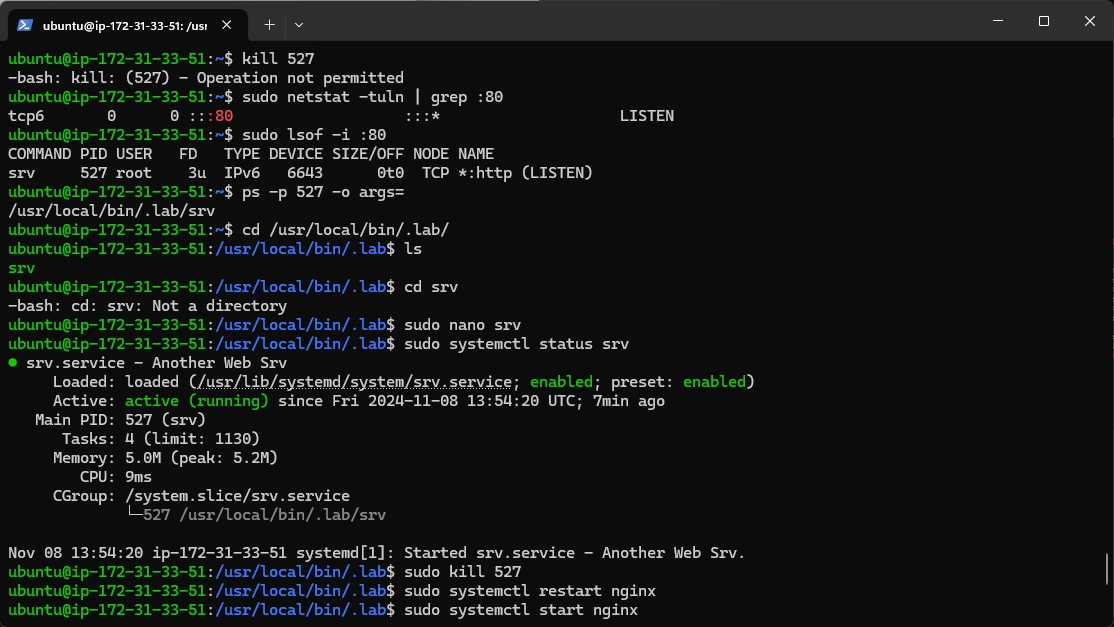 ubuntu@ip-172-31-33-51: /usr
ubuntu@ip-172-31-33-51:~$ kill 527
-bash: kill: (527) - Operation not permitted
ubuntu@ip-172-31-33-51:~$ sudo netstat -tuln | grep :80
tcp6       0      0 :::80                   :::*                    LISTEN
ubuntu@ip-172-31-33-51:~$ sudo lsof -i :80
COMMAND PID USER   FD   TYPE DEVICE SIZE/OFF NODE NAME
srv     527 root    3u  IPv6   6643      0t0  TCP *:http (LISTEN)
ubuntu@ip-172-31-33-51:~$ ps -p 527 -o args=
/usr/local/bin/.lab/srv
ubuntu@ip-172-31-33-51:~$ cd /usr/local/bin/.lab/
ubuntu@ip-172-31-33-51:/usr/local/bin/.lab$ ls
srv
ubuntu@ip-172-31-33-51:/usr/local/bin/.lab$ cd srv
-bash: cd: srv: Not a directory
ubuntu@ip-172-31-33-51:/usr/local/bin/.lab$ sudo nano srv
ubuntu@ip-172-31-33-51:/usr/local/bin/.lab$ sudo systemctl status srv
● srv.service - Another Web Srv
     Loaded: loaded (/usr/lib/systemd/system/srv.service; enabled; preset: enabled)
     Active: active (running) since Fri 2024-11-08 13:54:20 UTC; 7min ago
   Main PID: 527 (srv)
      Tasks: 4 (limit: 1130)
     Memory: 5.0M (peak: 5.2M)
        CPU: 9ms
     CGroup: /system.slice/srv.service
             └─527 /usr/local/bin/.lab/srv
Nov 08 13:54:20 ip-172-31-33-51 systemd[1]: Started srv.service - Another Web Srv.
ubuntu@ip-172-31-33-51:/usr/local/bin/.lab$ sudo kill 527
ubuntu@ip-172-31-33-51:/usr/local/bin/.lab$ sudo systemctl restart nginx
ubuntu@ip-172-31-33-51:/usr/local/bin/.lab$ sudo systemctl start nginx